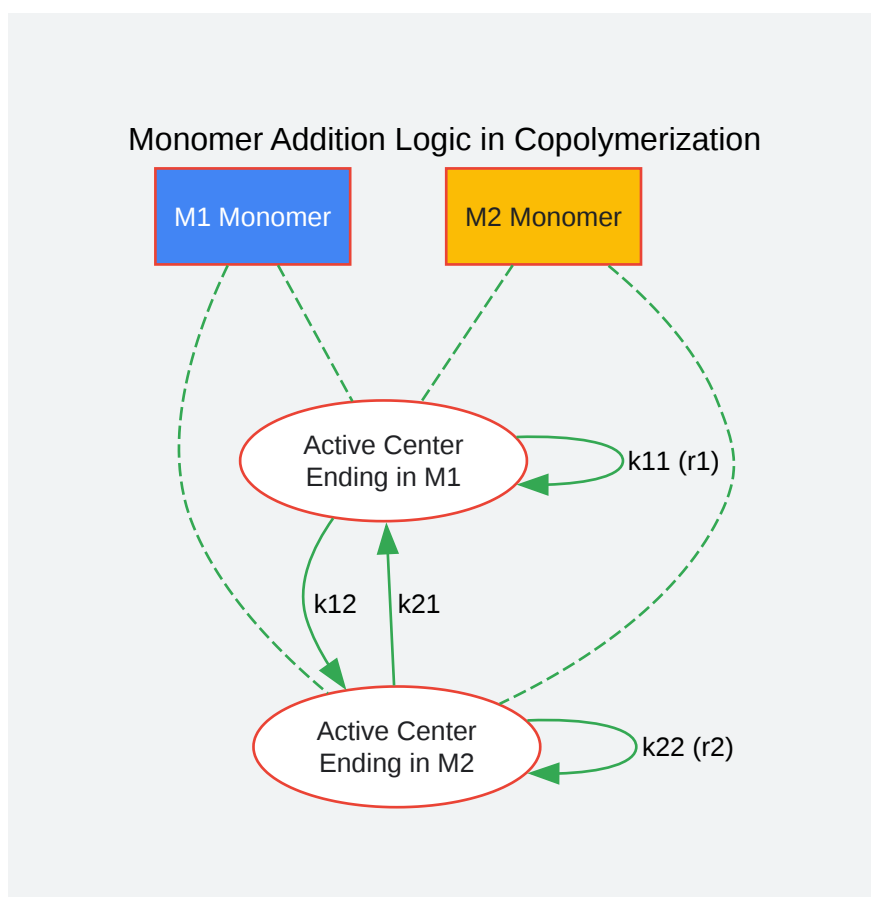 Monomer Addition Logic in Copolymerization
M1 Monomer
M2 Monomer
Active Center
Ending in M1
k11 (r1)
k12
k21
Active Center
Ending in M2
k22 (r2)